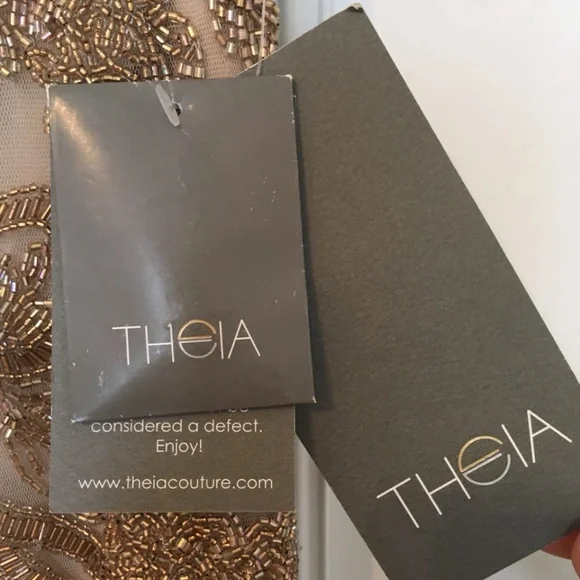 THEIA
considered a defect.
Enjoy!
www.theiacouture.com
THEIA